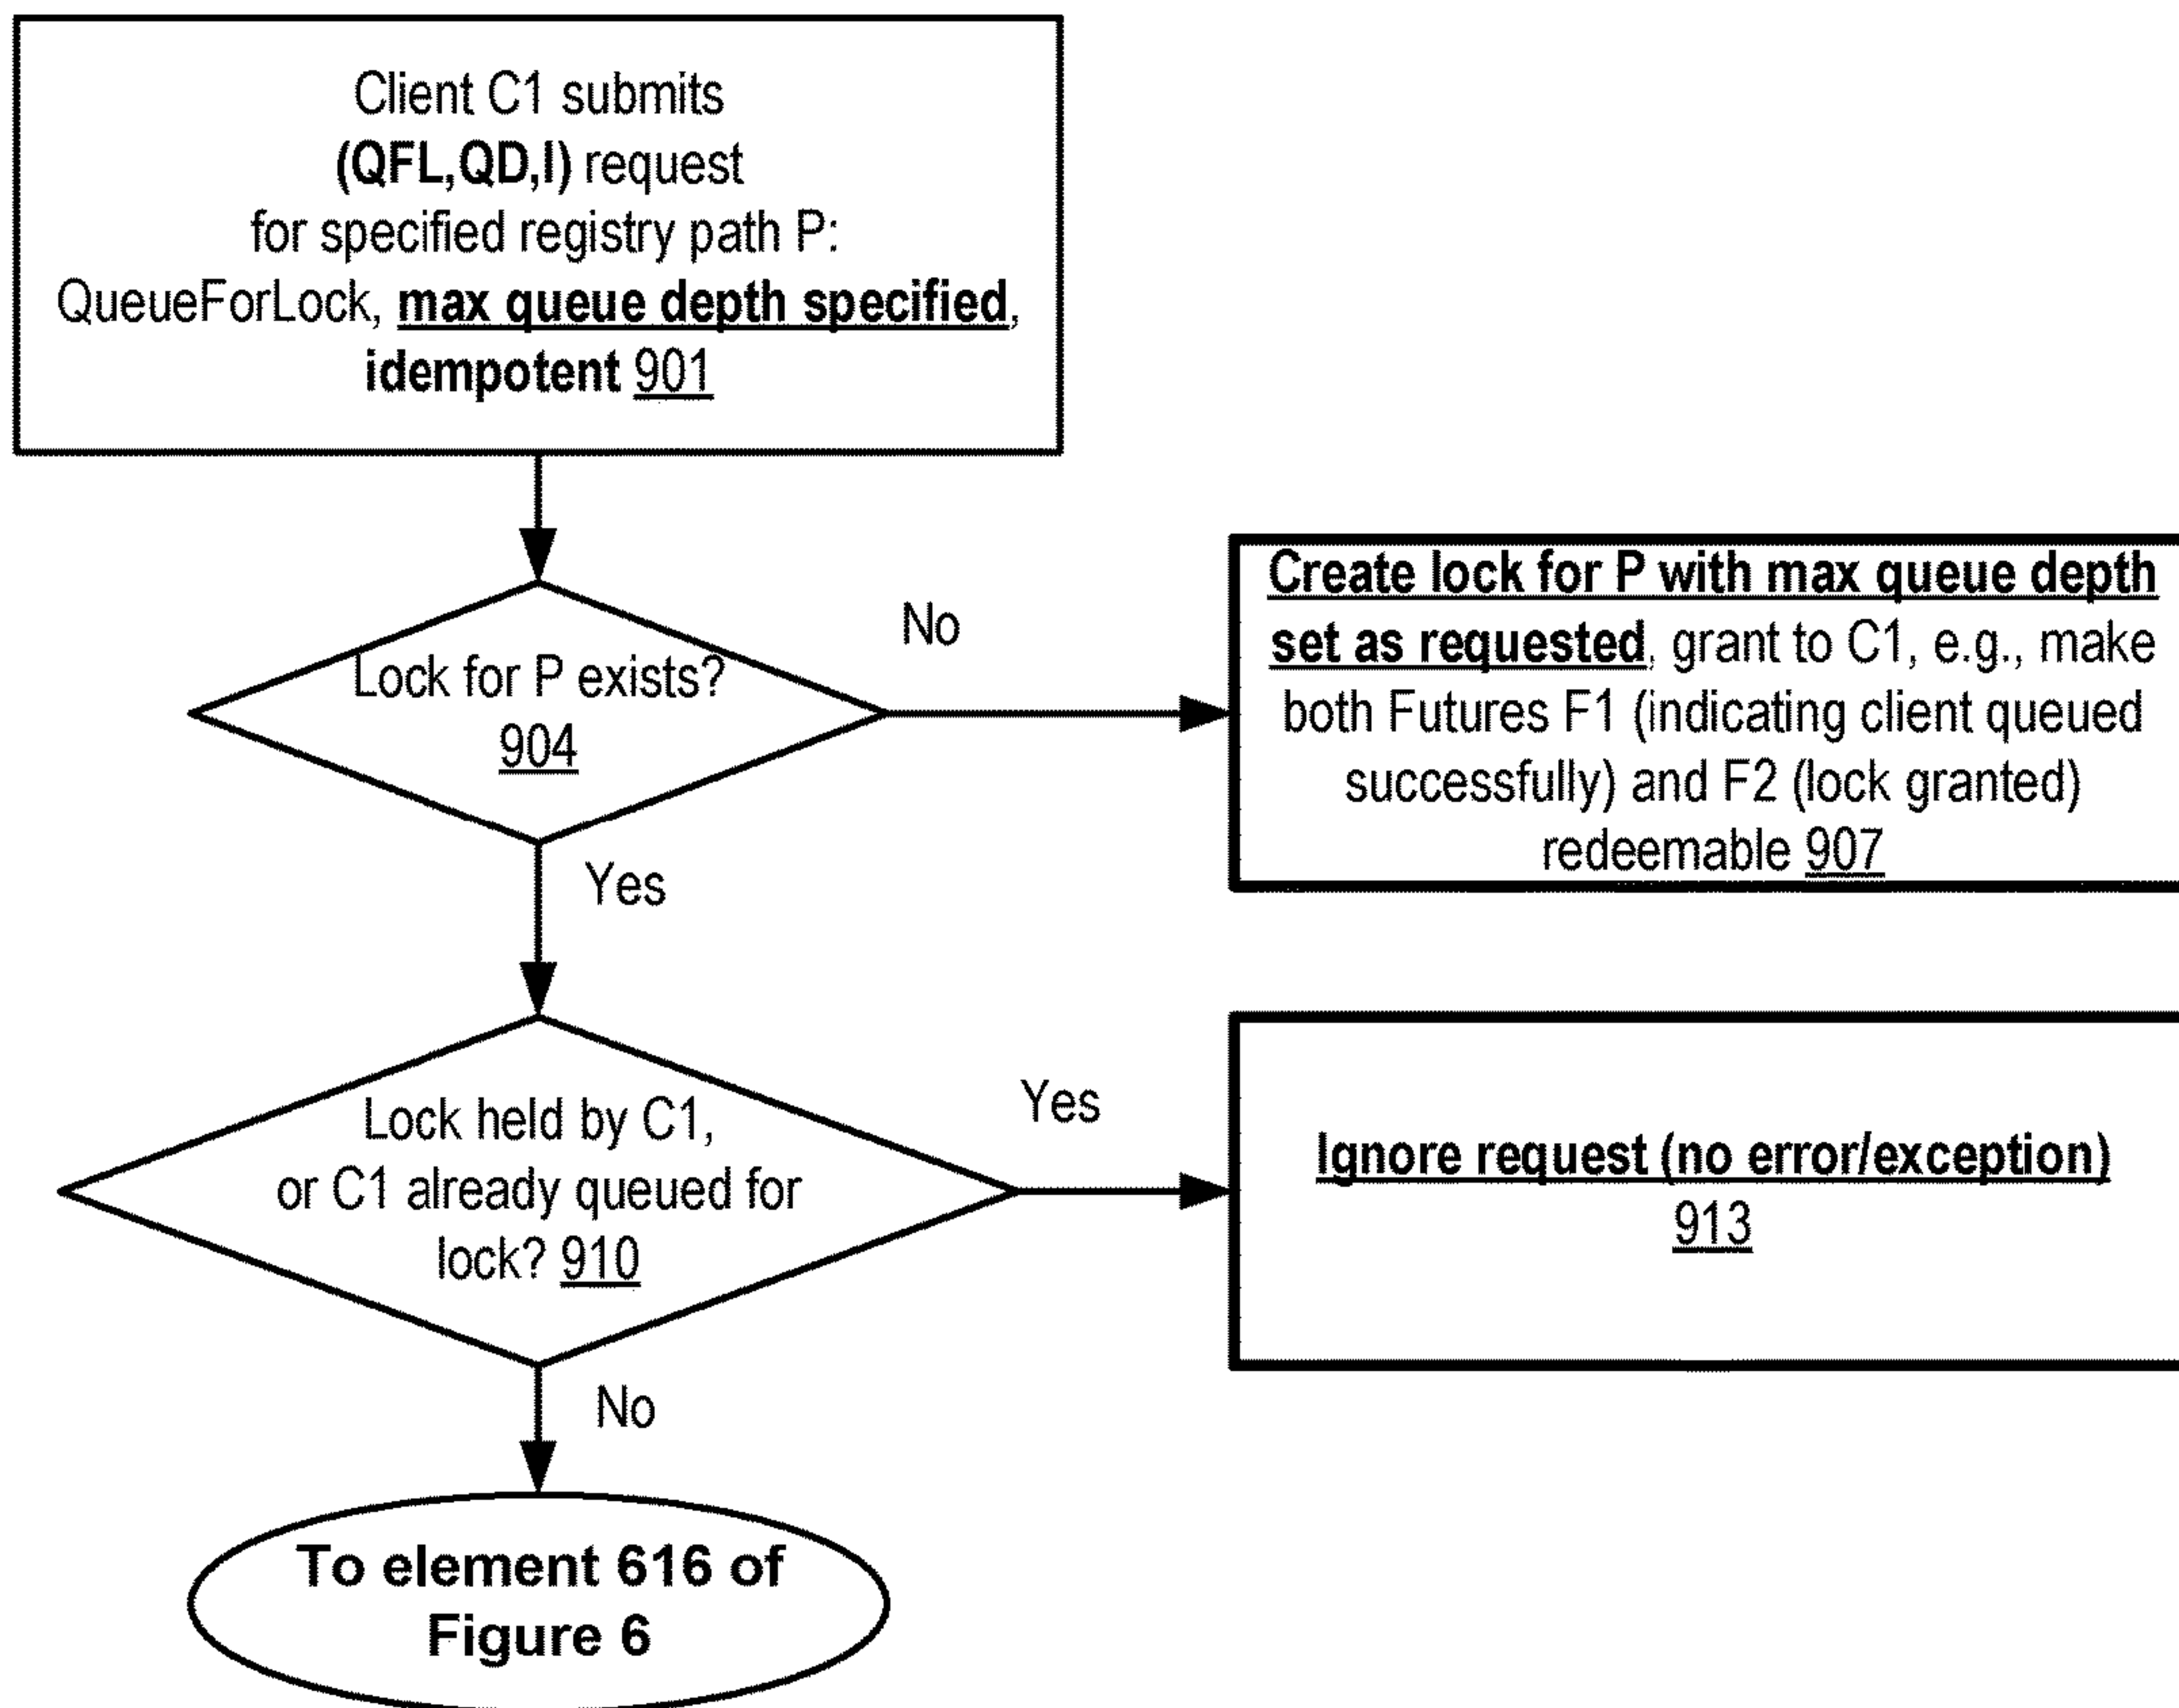 Client C1 submits
(QFL,QD,I) request
for specified registry path P:
QueueForLock, max queue depth specified,
idempotent 901
Lock for P exists?
904
No
Create lock for P with max queue depth
set as requested, grant to C1, e.g., make
both Futures F1 (indicating client queued
successfully) and F2 (lock granted)
redeemable 907
Yes
Lock held by C1,
or C1 already queued for
lock? 910
Yes
Ignore request (no error/exception)
913
No
To element 616 of
Figure 6